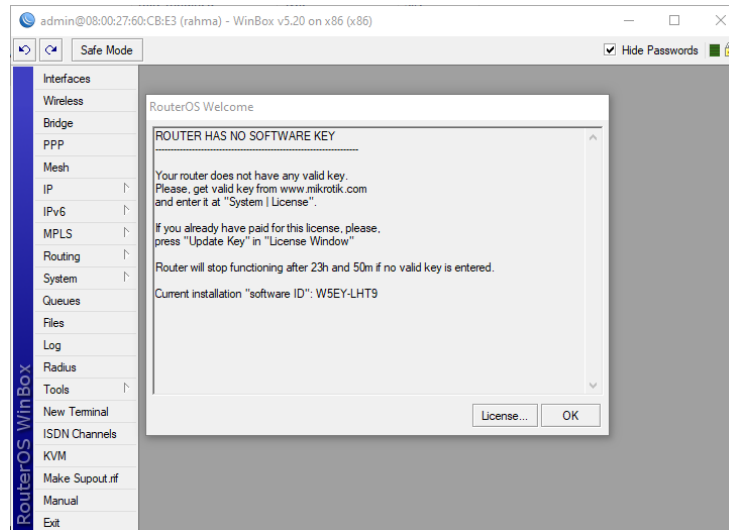 admin@08:00:27:60:CB:E3 (rahma) - WinBox v5.20 on x86 (x86)
Safe Mode
Hide Passwords
Interfaces
Wireless
Bridge
PPP
Mesh
IP
IPv6
MPLS
Routing
System
Queues
Files
Log
Radius
Tools
New Terminal
ISDN Channels
KVM
Make Supout.rif
Manual
Exit
RouterOS WinBox
RouterOS Welcome
ROUTER HAS NO SOFTWARE KEY
----------------------------------------------------------------
Your router does not have any valid key.
Please, get valid key from www.mikrotik.com
and enter it at "System | License".
If you already have paid for this license, please,
press "Update Key" in "License Window"
Router will stop functioning after 23h and 50m if no valid key is entered.
Current installation "software ID": W5EY-LHT9
License...
OK